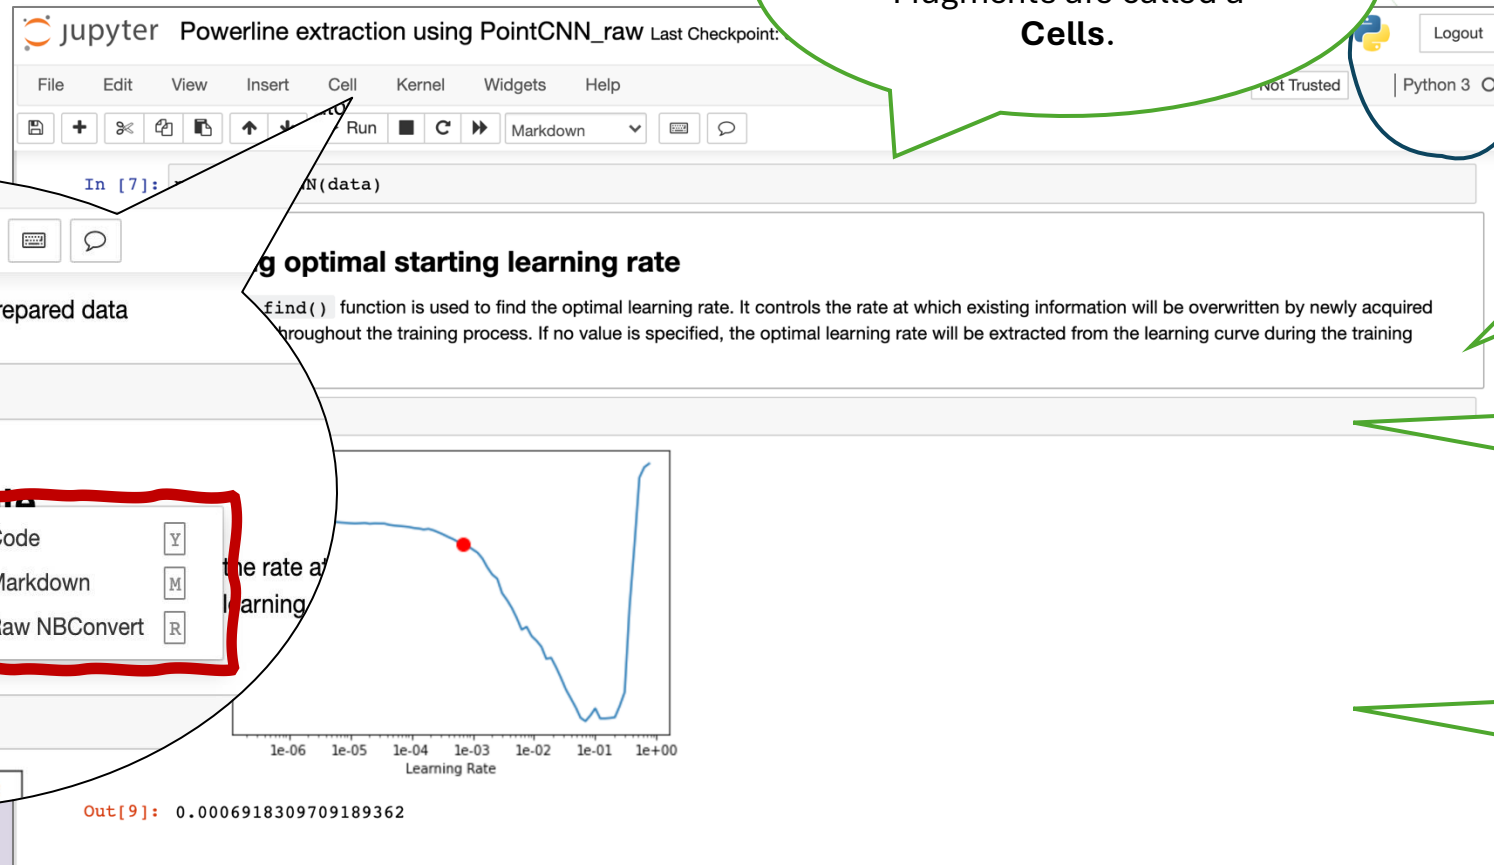 Fragments are called a
Cells.
jupyter Powerline extraction using PointCNN_raw Last Checkpoint:
Logout
File Edit View Insert Cell Kernel Widgets Help
Not Trusted
Python 3
Run
Markdown
In [7]:
(data)
optimal starting learning rate
find() function is used to find the optimal learning rate. It controls the rate at which existing information will be overwritten by newly acquired
throughout the training process. If no value is specified, the optimal learning rate will be extracted from the learning curve during the training
repared data
Code Y
Markdown M
Raw NBConvert R
the rate at
learning
1e-06 1e-05 1e-04 1e-03 1e-02 1e-01 1e+00
Learning Rate
Out[9]: 0.0006918309709189362